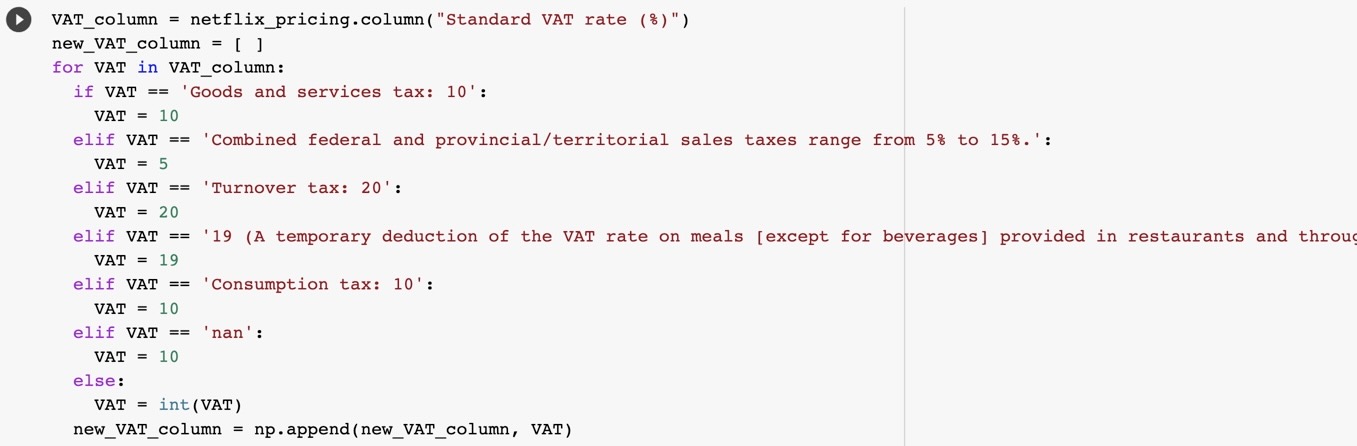 VAT_column = netflix_pricing.column("Standard VAT rate (%)")
new_VAT_column = [ ]
for VAT in VAT_column:
  if VAT == 'Goods and services tax: 10':
    VAT = 10
  elif VAT == 'Combined federal and provincial/territorial sales taxes range from 5% to 15%.':
    VAT = 5
  elif VAT == 'Turnover tax: 20':
    VAT = 20
  elif VAT == '19 (A temporary deduction of the VAT rate on meals [except for beverages] provided in restaurants and
    VAT = 19
  elif VAT == 'Consumption tax: 10':
    VAT = 10
  elif VAT == 'nan':
    VAT = 10
  else:
    VAT = int(VAT)
  new_VAT_column = np.append(new_VAT_column, VAT)